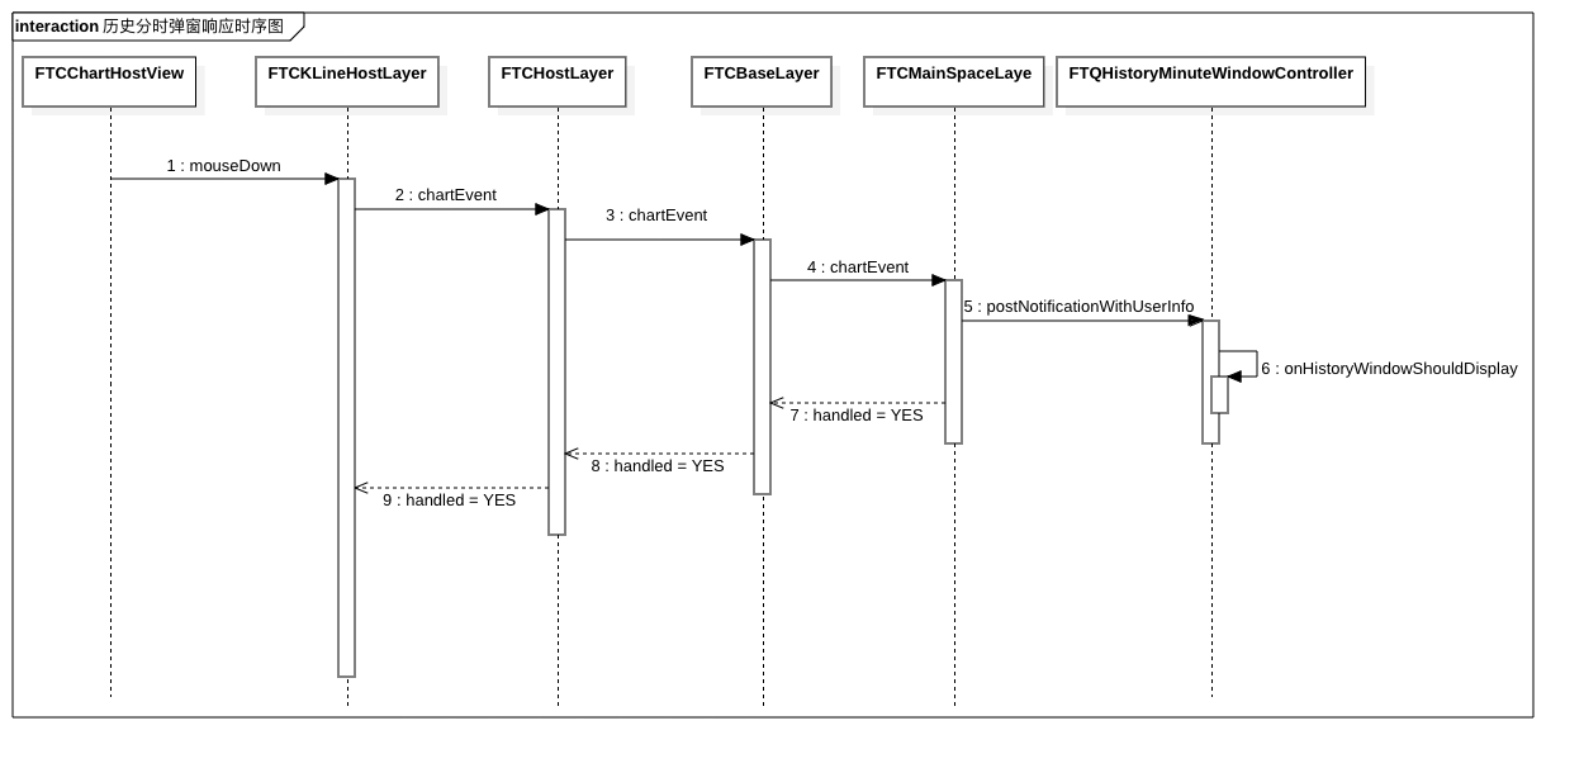 interaction 历史分时弹窗响应时序图
FTCChartHostView
FTCKLineHostLayer
FTCHostLayer
FTCBaseLayer
FTCMainSpaceLaye
FTQHistoryMinuteWindowController
1 : mouseDown
2 : chartEvent
3 : chartEvent
4 : chartEvent
5 : postNotificationWithUserInfo
6 : onHistoryWindowShouldDisplay
7 : handled = YES
8 : handled = YES
9 : handled = YES